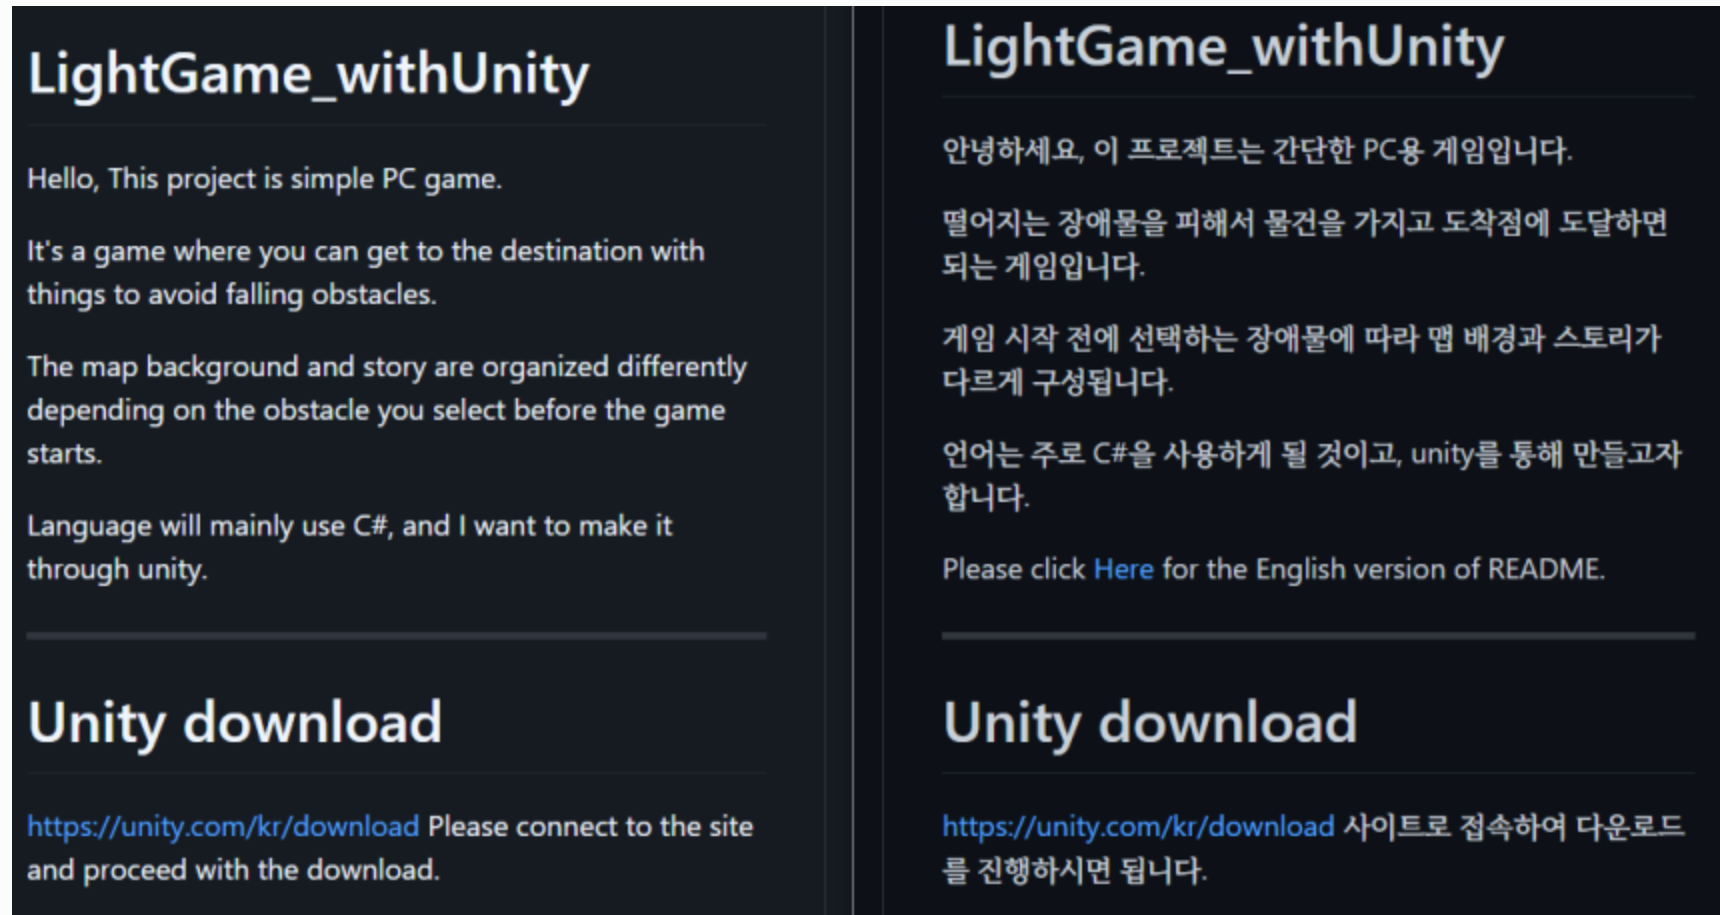 LightGame_withUnity
Hello, This project is simple PC game.
It's a game where you can get to the destination with
things to avoid falling obstacles.
The map background and story are organized differently
depending on the obstacle you select before the game
starts.
Language will mainly use C#, and I want to make it
through unity.
Unity download
https://unity.com/kr/download Please connect to the site
and proceed with the download.
LightGame_withUnity
안녕하세요, 이 프로젝트는 간단한 PC용 게임입니다.
떨어지는 장애물을 피해서 물건을 가지고 도착점에 도달하면
되는 게임입니다.
게임 시작 전에 선택하는 장애물에 따라 맵 배경과 스토리가
다르게 구성됩니다.
언어는 주로 C#을 사용하게 될 것이고, unity를 통해 만들고자
합니다.
Please click Here for the English version of README.
Unity download
https://unity.com/kr/download 사이트로 접속하여 다운로드
를 진행하시면 됩니다.